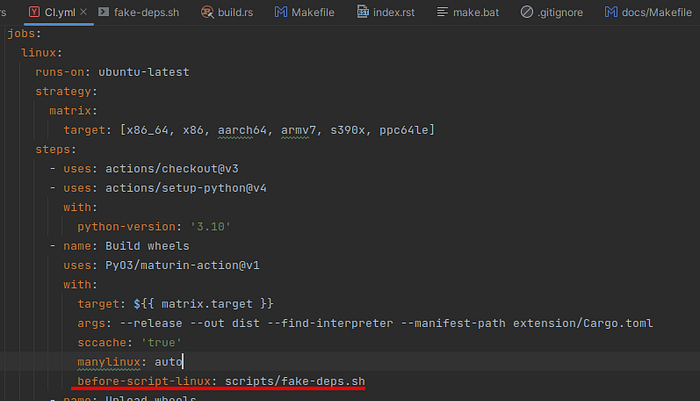 rs CI.yml × fake-deps.sh build.rs Makefile index.rst make.bat .gitignore docs/Makefile
jobs:
linux:
runs-on: ubuntu-latest
strategy:
matrix:
target: [x86_64, x86, aarch64, armv7, s390x, ppc64le]
steps:
- uses: actions/checkout@v3
- uses: actions/setup-python@v4
with:
python-version: '3.10'
- name: Build wheels
uses: PyO3/maturin-action@v1
with:
target: ${{ matrix.target }}
args: --release --out dist --find-interpreter --manifest-path extension/Cargo.toml
sccache: 'true'
manylinux: auto
before-script-linux: scripts/fake-deps.sh
- name: Upload wheels